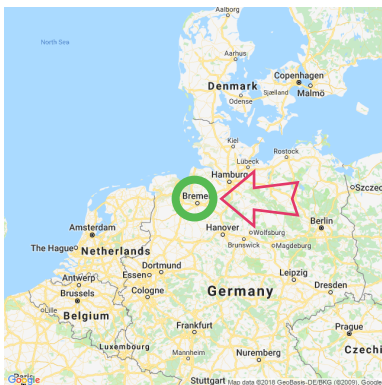 Aalborg
North Sea
Aarhus
Denmark
Copenhagen
Sjælland
Malmö
Odense
Kiel
Rostock
Lübeck
Hamburg
Szczec
Breme
Berlin
Amsterdam
Hanover
Wolfsburg
The Hague
Netherlands
Brunswick
Magdeburg
Dortmund
Essen
Antwerp
Leipzig
Brussels
Cologne
Germany
Dresden
Lille
Belgium
Frankfurt
Prague
Luxembourg
Mannheim
Nuremberg
Czechi
Paris
Google
Stuttgart
Map data ©2018 GeoBasis-DE/BKG (©2009), Google